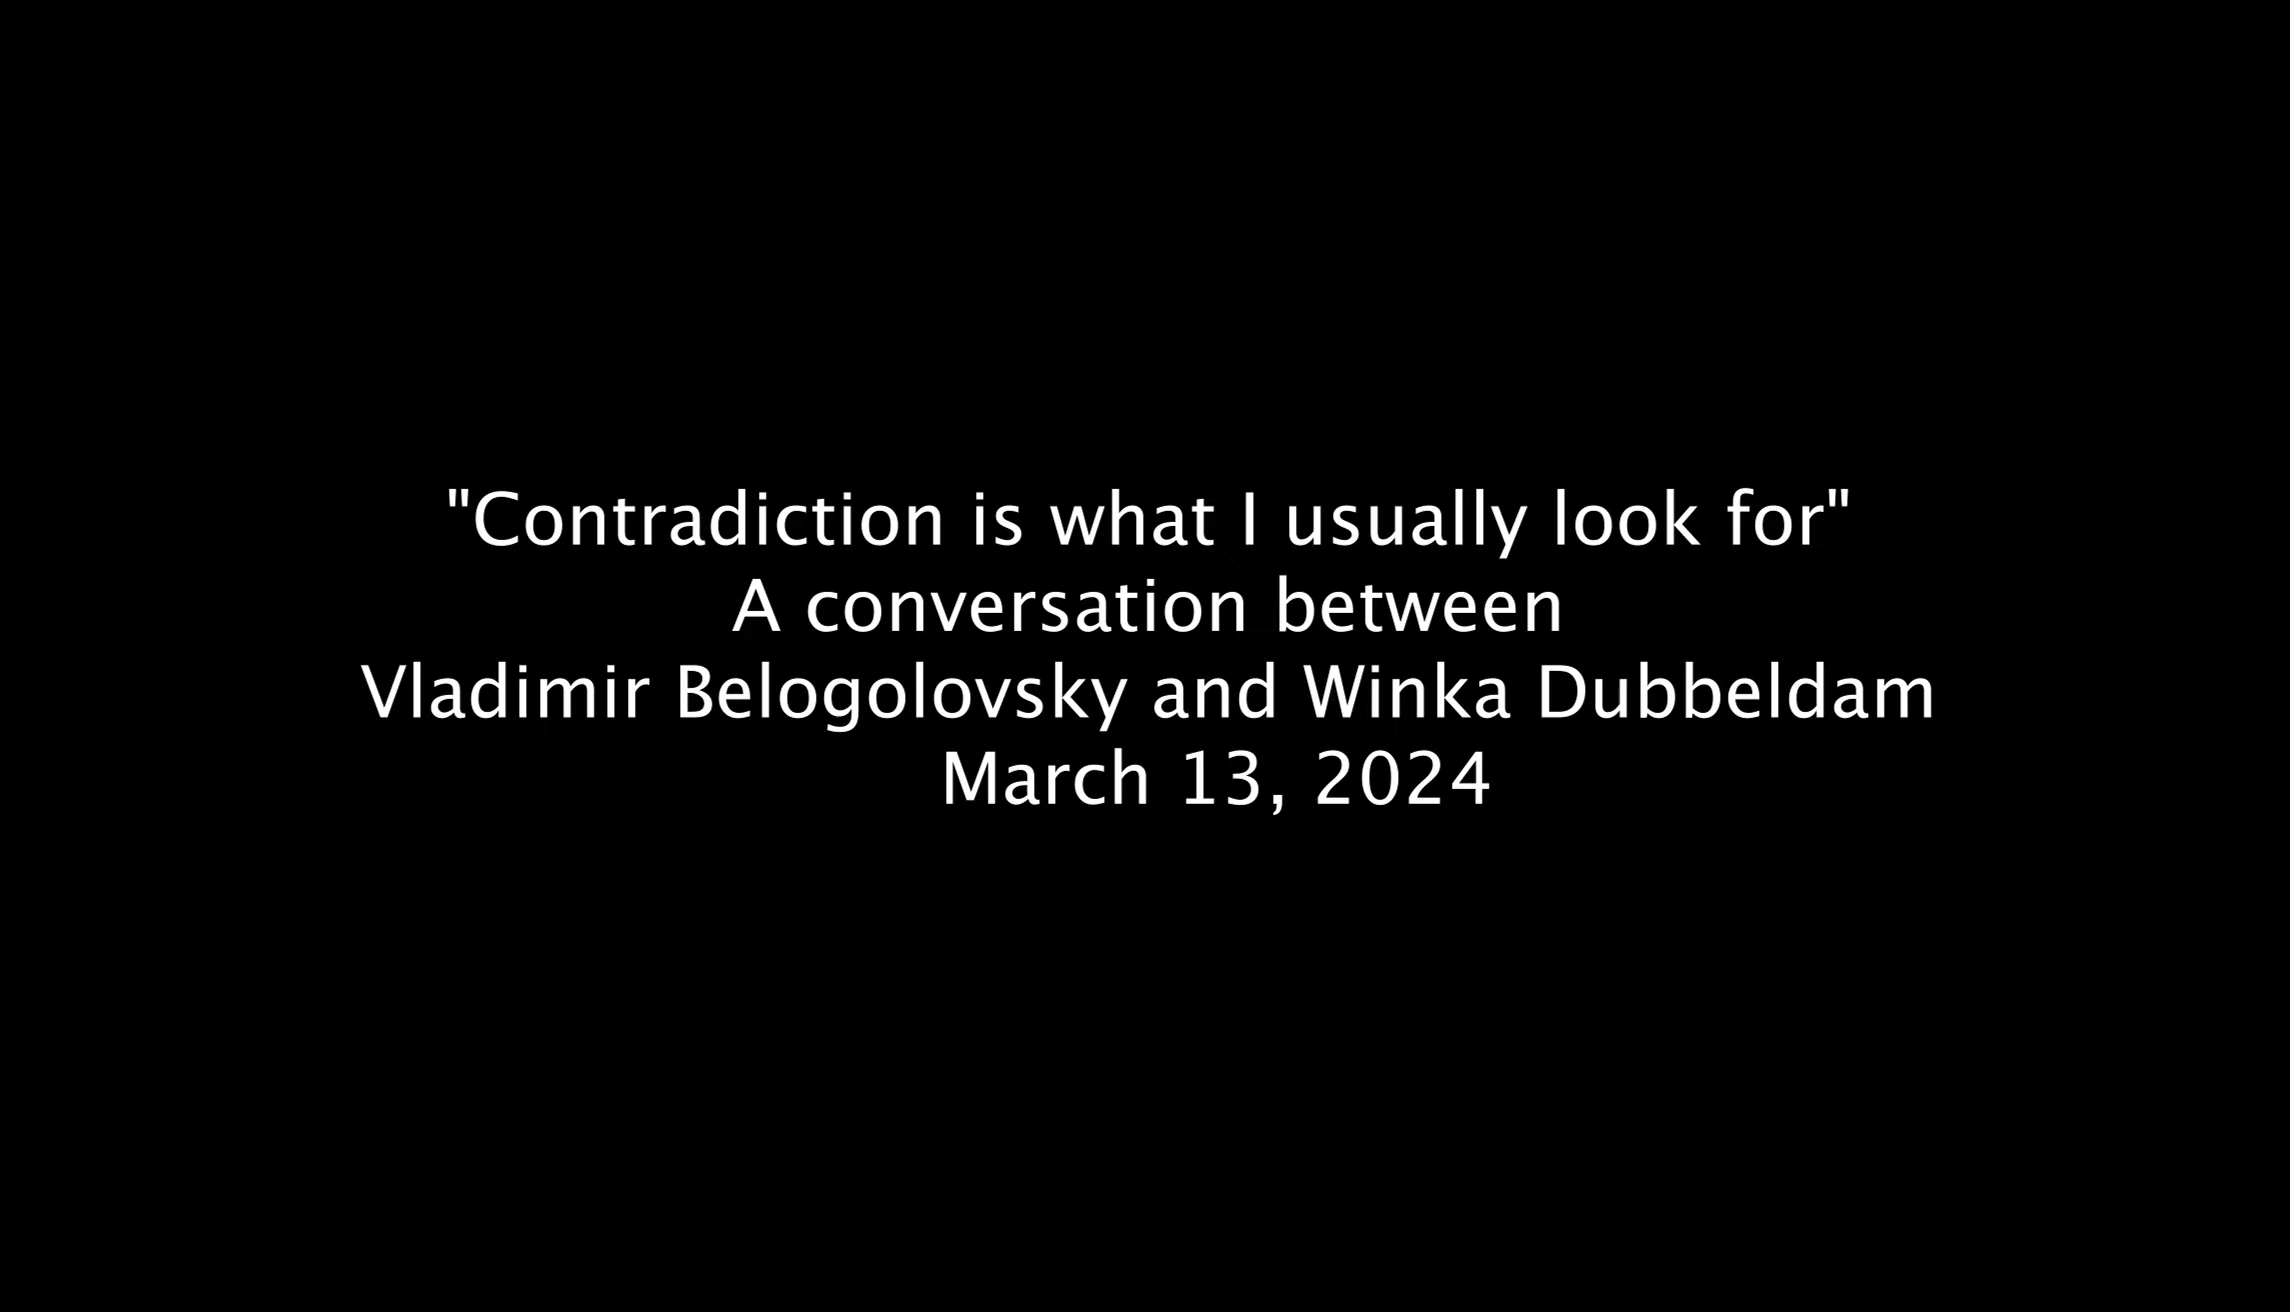 "Contradiction is what I usually look for"
A conversation between
Vladimir Belogolovsky and Winka Dubbeldam
March 13, 2024